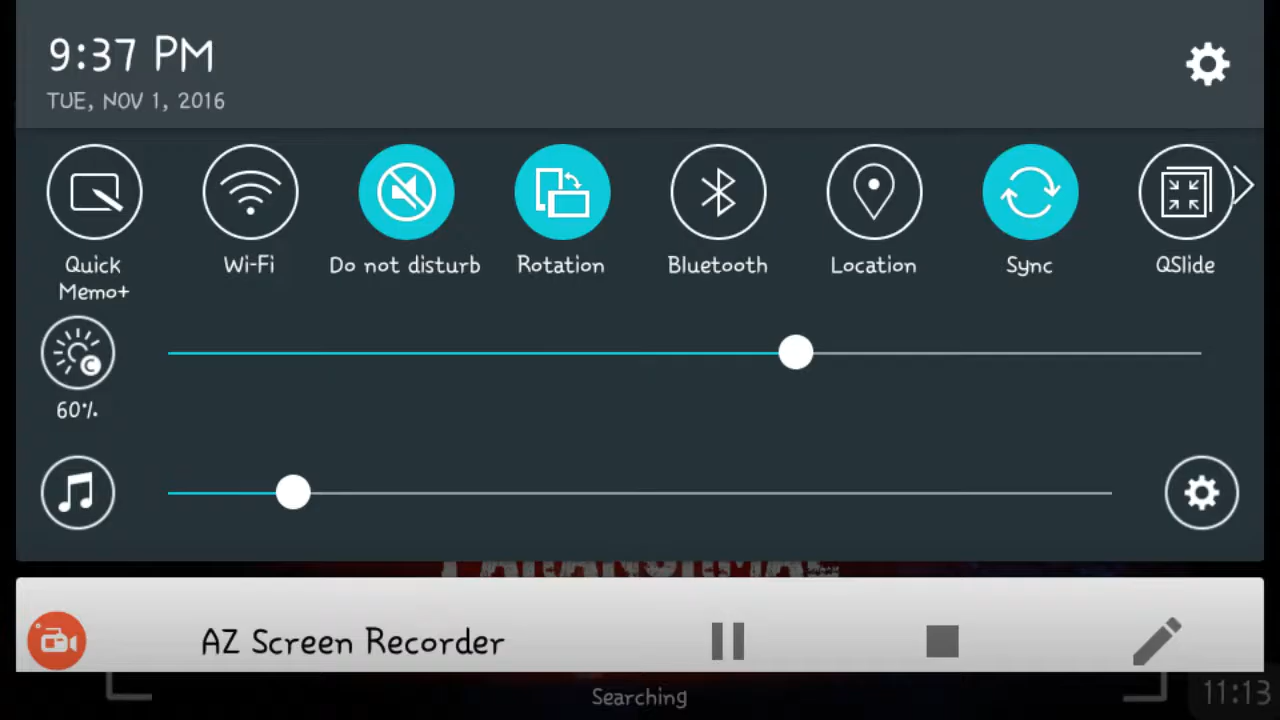 9:37 PM
TUE, NOV 1, 2016
Quick
Memo+
Wi-Fi
Do not disturb
Rotation
Bluetooth
Location
Sync
QSlide
60%
AZ Screen Recorder
Searching
11:13